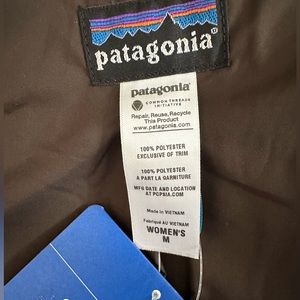 patagonia®
patagonia®
COMMON THREADS
INITIATIVE
Repair, Reuse, Recycle
This Product
www.patagonia.com
100% POLYESTER
EXCLUSIVE OF TRIM
100% POLYESTER
A PART LA GARNITURE
MFG DATE AND LOCATION
AT PCPSIA.COM
Made in VIETNAM
Fabriqué AU VIETNAM
WOMEN'S
M